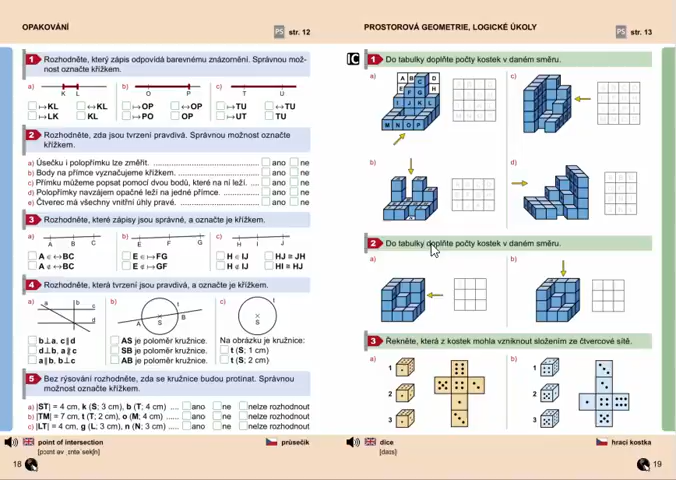 OPAKOVÁNÍ
PS str. 12
1 Rozhodněte, který zápis odpovídá barevnému znázornění. Správnou mož-
nost označte křížkem.
a) b) c)
K L O P T U
↦KL ↔KL ↦OP ↔OP ↦TU ↔TU
↦LK KL ↦PO OP ↦UT TU
2 Rozhodněte, zda jsou tvrzení pravdivá. Správnou možnost označte
křížkem.
a) Úsečku i polopřímku lze změřit. ano ne
b) Body na přímce vyznačujeme křížkem. ano ne
c) Přímku můžeme popsat pomocí dvou bodů, které na ní leží. .... ano ne
d) Polopřímky navzájem opačné leží na jedné přímce. ano ne
e) Čtverec má všechny vnitřní úhly pravé. ano ne
3 Rozhodněte, které zápisy jsou správné, a označte je křížkem.
a) b) c)
A B C E F G H I J
A ∈ ↔BC E ∈ ↦FG H ∈ IJ HJ ≅ JH
A ∉ ↔BC E ∉ ↦GF H ∉ IJ HI ≅ HJ
4 Rozhodněte, která tvrzení jsou pravdivá, a označte je křížkem.
a) b) c)
a b c d A S B t S t
Na obrázku je kružnice:
b⊥a, c∥d AS je poloměr kružnice. t (S; 1 cm)
d⊥b, a∦c SB je poloměr kružnice. t (S; 2 cm)
a∥b, b⊥c AB je poloměr kružnice.
5 Bez rýsování rozhodněte, zda se kružnice budou protínat. Správnou
možnost označte křížkem.
a) |ST| = 4 cm, k (S; 3 cm), b (T; 4 cm) .... ano ne nelze rozhodnout
b) |TM| = 7 cm, t (T; 2 cm), o (M; 4 cm) ..... ano ne nelze rozhodnout
c) |LT| = 4 cm, g (L; 3 cm), n (N; 3 cm) ..... ano ne nelze rozhodnout
point of intersection průsečík
18
PROSTOROVÁ GEOMETRIE, LOGICKÉ ÚKOLY
PS str. 13
1 Do tabulky doplňte počty kostek v daném směru.
a) c)
A B C D
E F G H
I J K L
M N O P
b) d)
2 Do tabulky doplňte počty kostek v daném směru.
a) b)
3 Řekněte, která z kostek mohla vzniknout složením ze čtvercové sítě.
a) b)
1 1
2 2
3 3
dice hrací kostka
[daɪs]
19